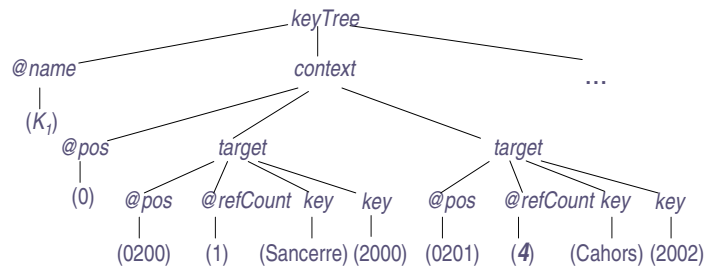 keyTree
@name context ...
(K1)
@pos target target
(0)
@pos @refCount key key @pos @refCount key key
(0200) (1) (Sancerre) (2000) (0201) (4) (Cahors) (2002)